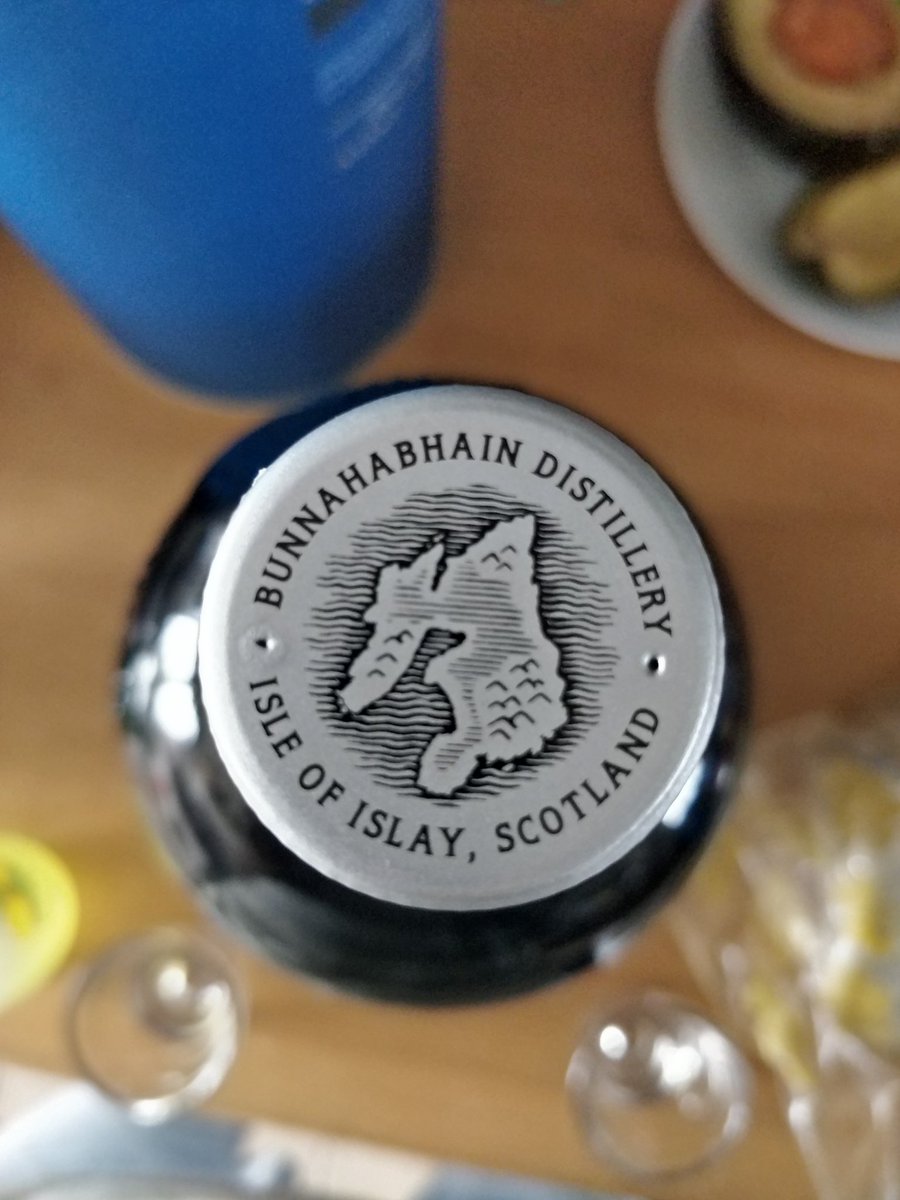 BUNNAHABHAIN DISTILLERY
ISLE OF ISLAY, SCOTLAND